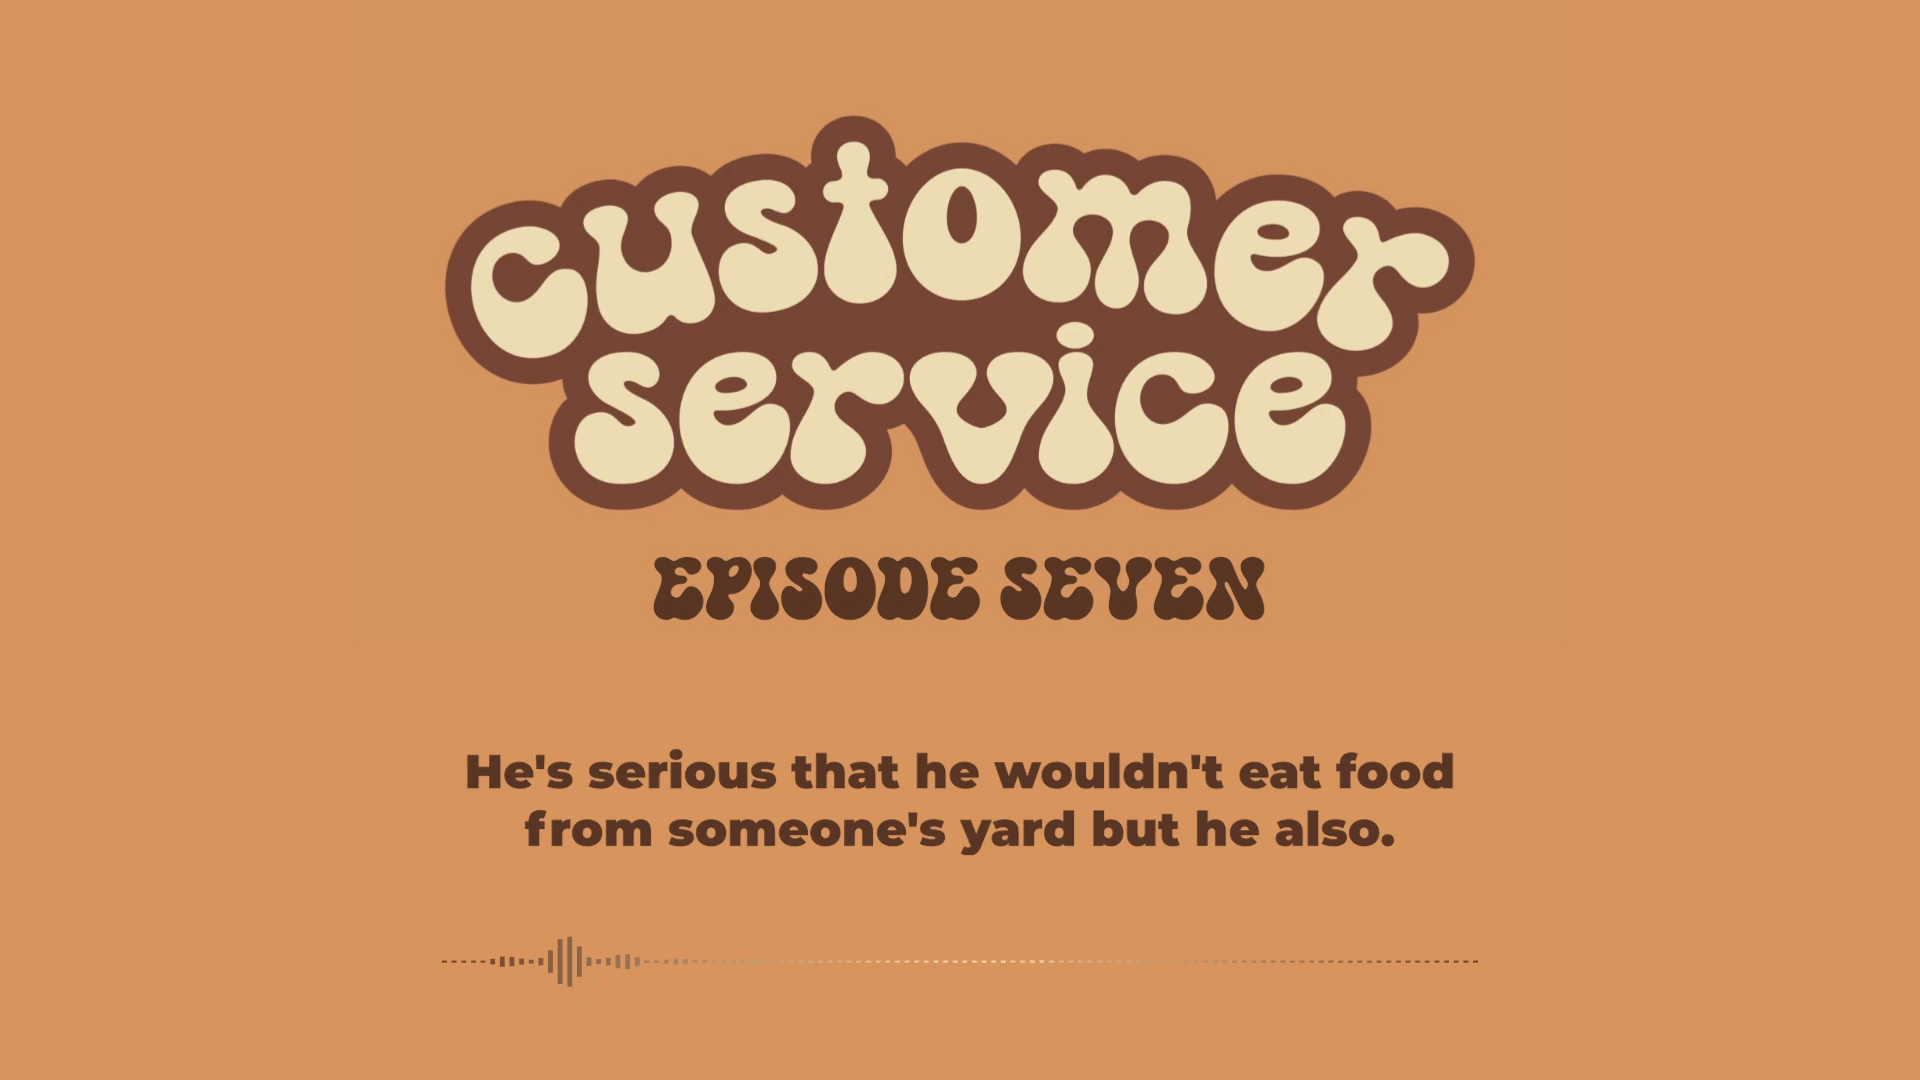 customer
service
EPISODE SEVEN
He's serious that he wouldn't eat food
from someone's yard but he also.